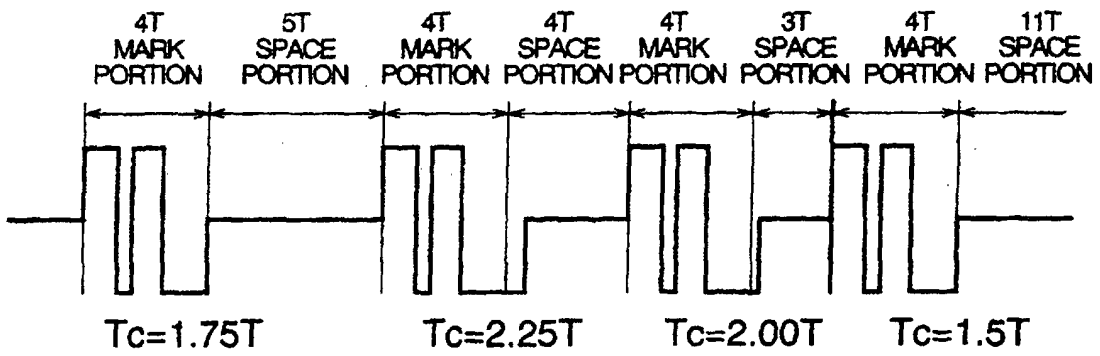 4T MARK PORTION
5T SPACE PORTION
4T MARK PORTION
4T SPACE PORTION
4T MARK PORTION
3T SPACE PORTION
4T MARK PORTION
11T SPACE PORTION
Tc=1.75T
Tc=2.25T
Tc=2.00T
Tc=1.5T